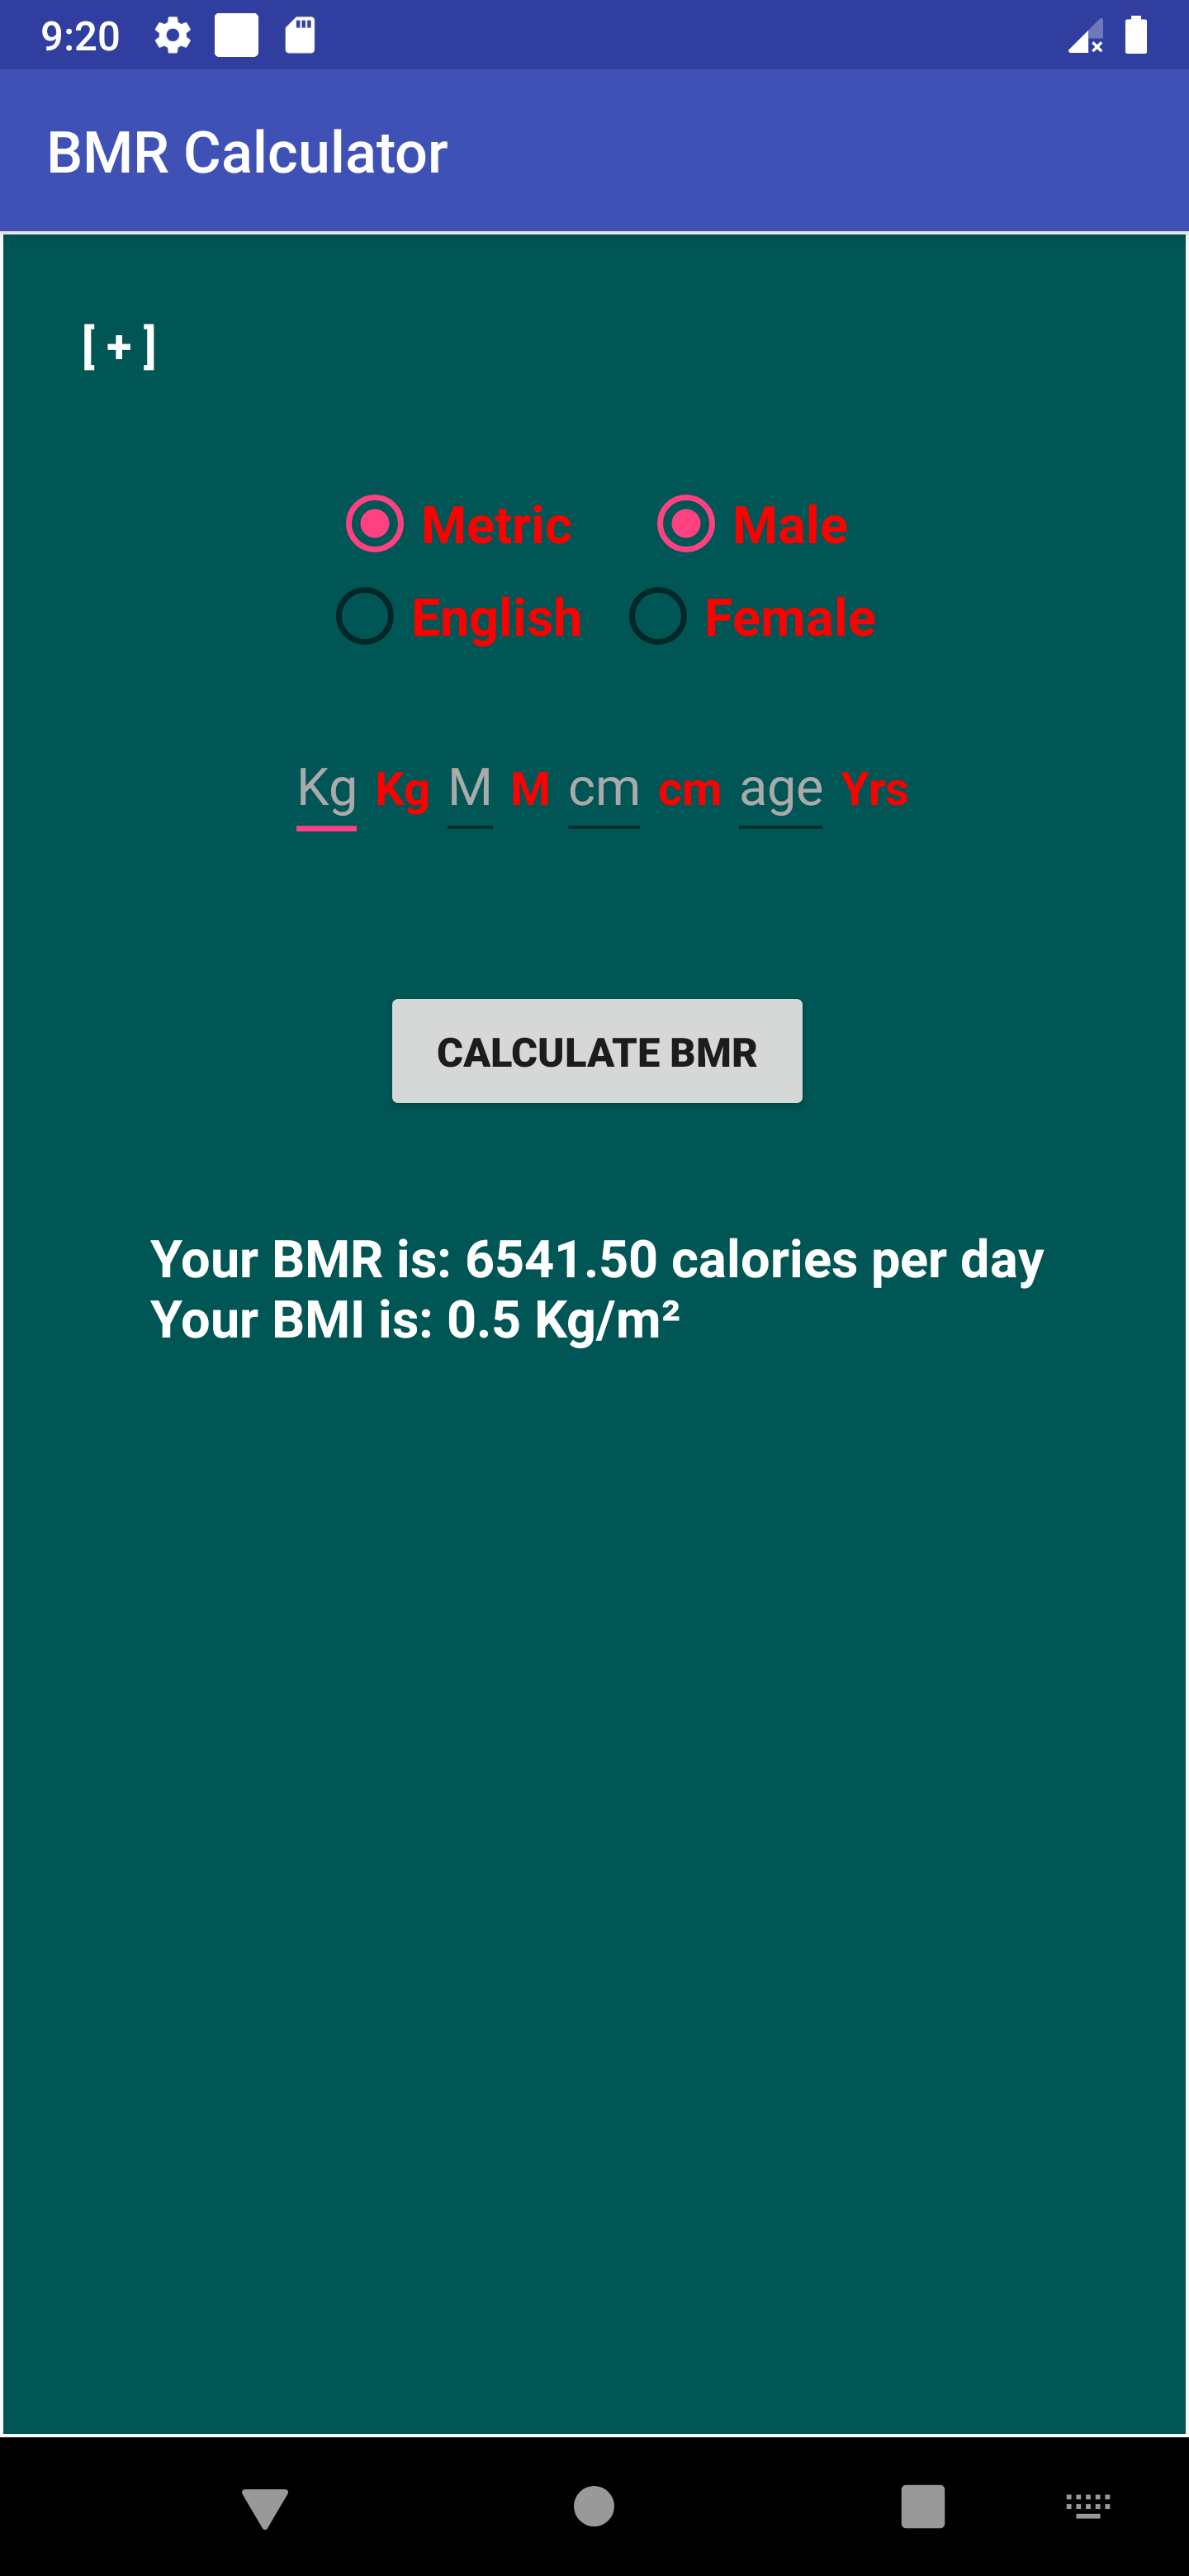 9:20
BMR Calculator
[ + ]
Metric Male
English Female
Kg Kg M M cm cm age Yrs
CALCULATE BMR
Your BMR is: 6541.50 calories per day
Your BMI is: 0.5 Kg/m²